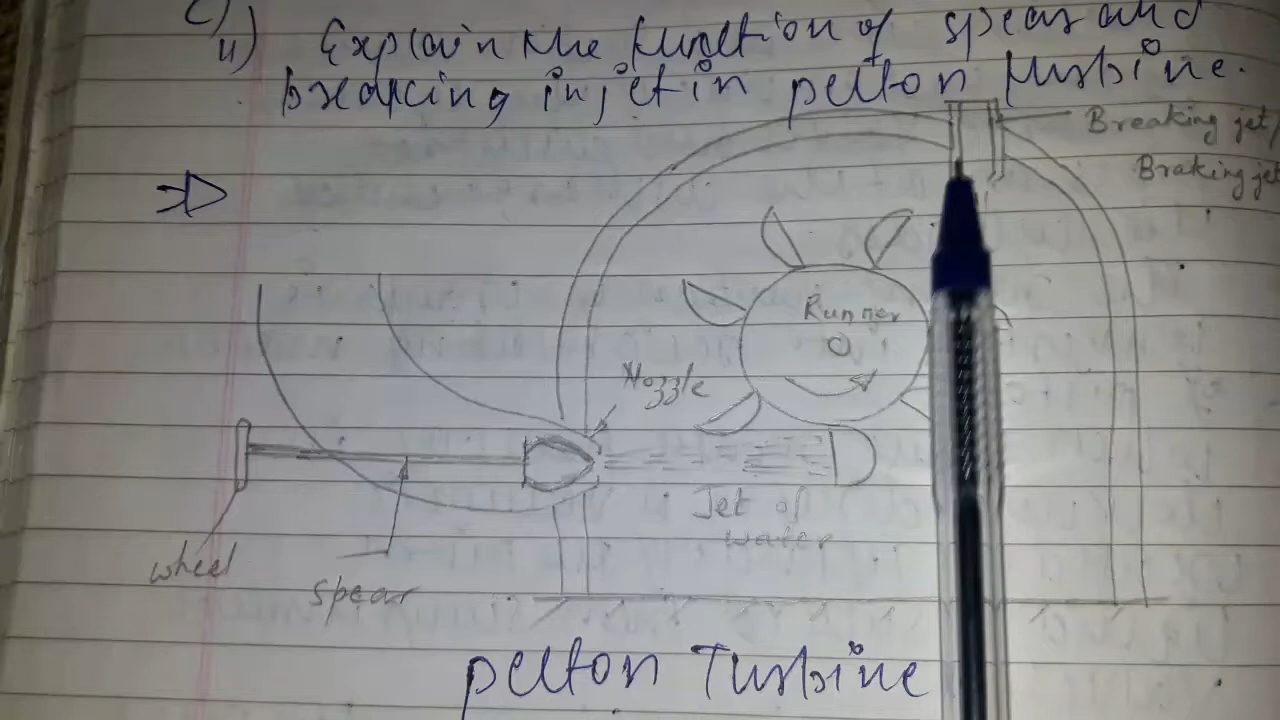 c)
ii) Explain the function of spear and
breaking injet in pelton turbine.
Breaking jet/
Braking jet
Runner
Nozzle
Jet of
water
wheel
spear
pelton Turbine